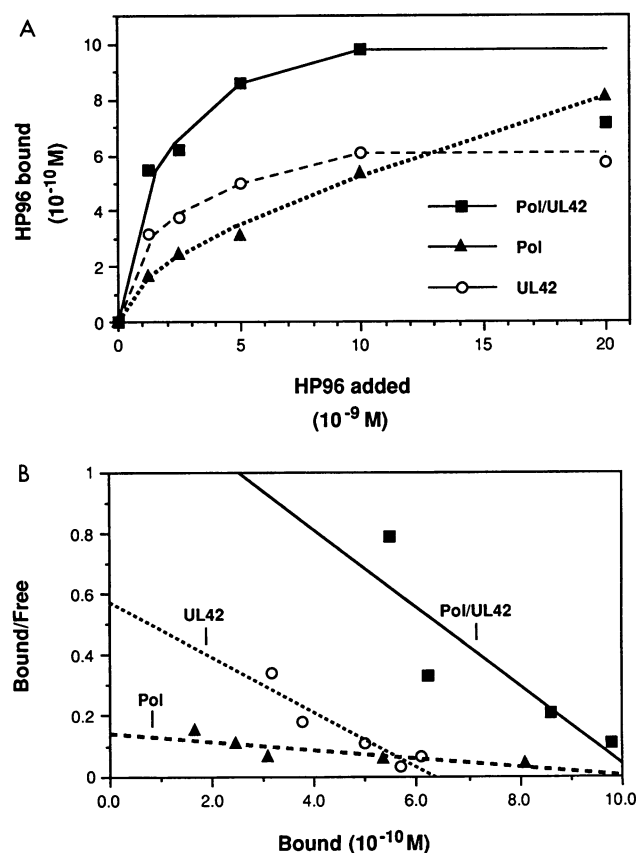 A
HP96 bound
(10⁻¹⁰M)
10
8
6
4
2
0
Pol/UL42
Pol
UL42
0 5 10 15 20
HP96 added
(10⁻⁹ M)
B
Bound/Free
1
0.8
0.6
0.4
0.2
0
UL42
Pol/UL42
Pol
0.0 2.0 4.0 6.0 8.0 10.0
Bound (10⁻¹⁰M)